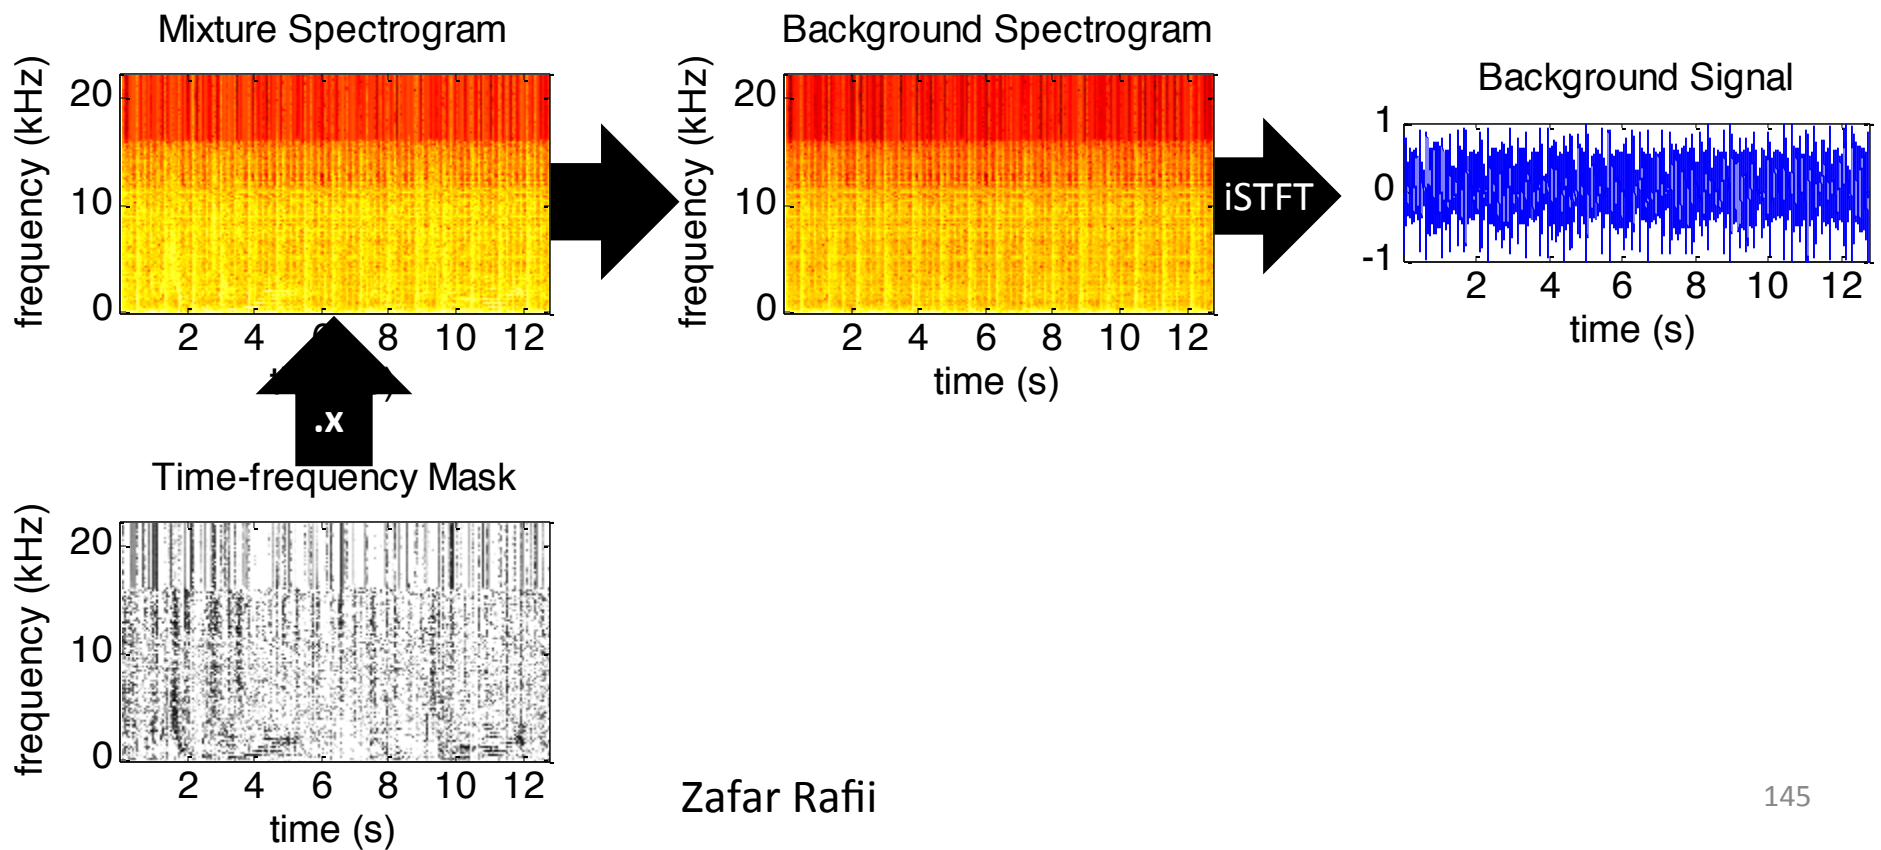 Mixture Spectrogram
frequency (kHz)
20
10
0
2 4 8 10 12
Background Spectrogram
frequency (kHz)
20
10
0
2 4 6 8 10 12
time (s)
iSTFT
Background Signal
1
0
-1
2 4 6 8 10 12
time (s)
.x
Time-frequency Mask
frequency (kHz)
20
10
0
2 4 6 8 10 12
time (s)
Zafar Rafii
145